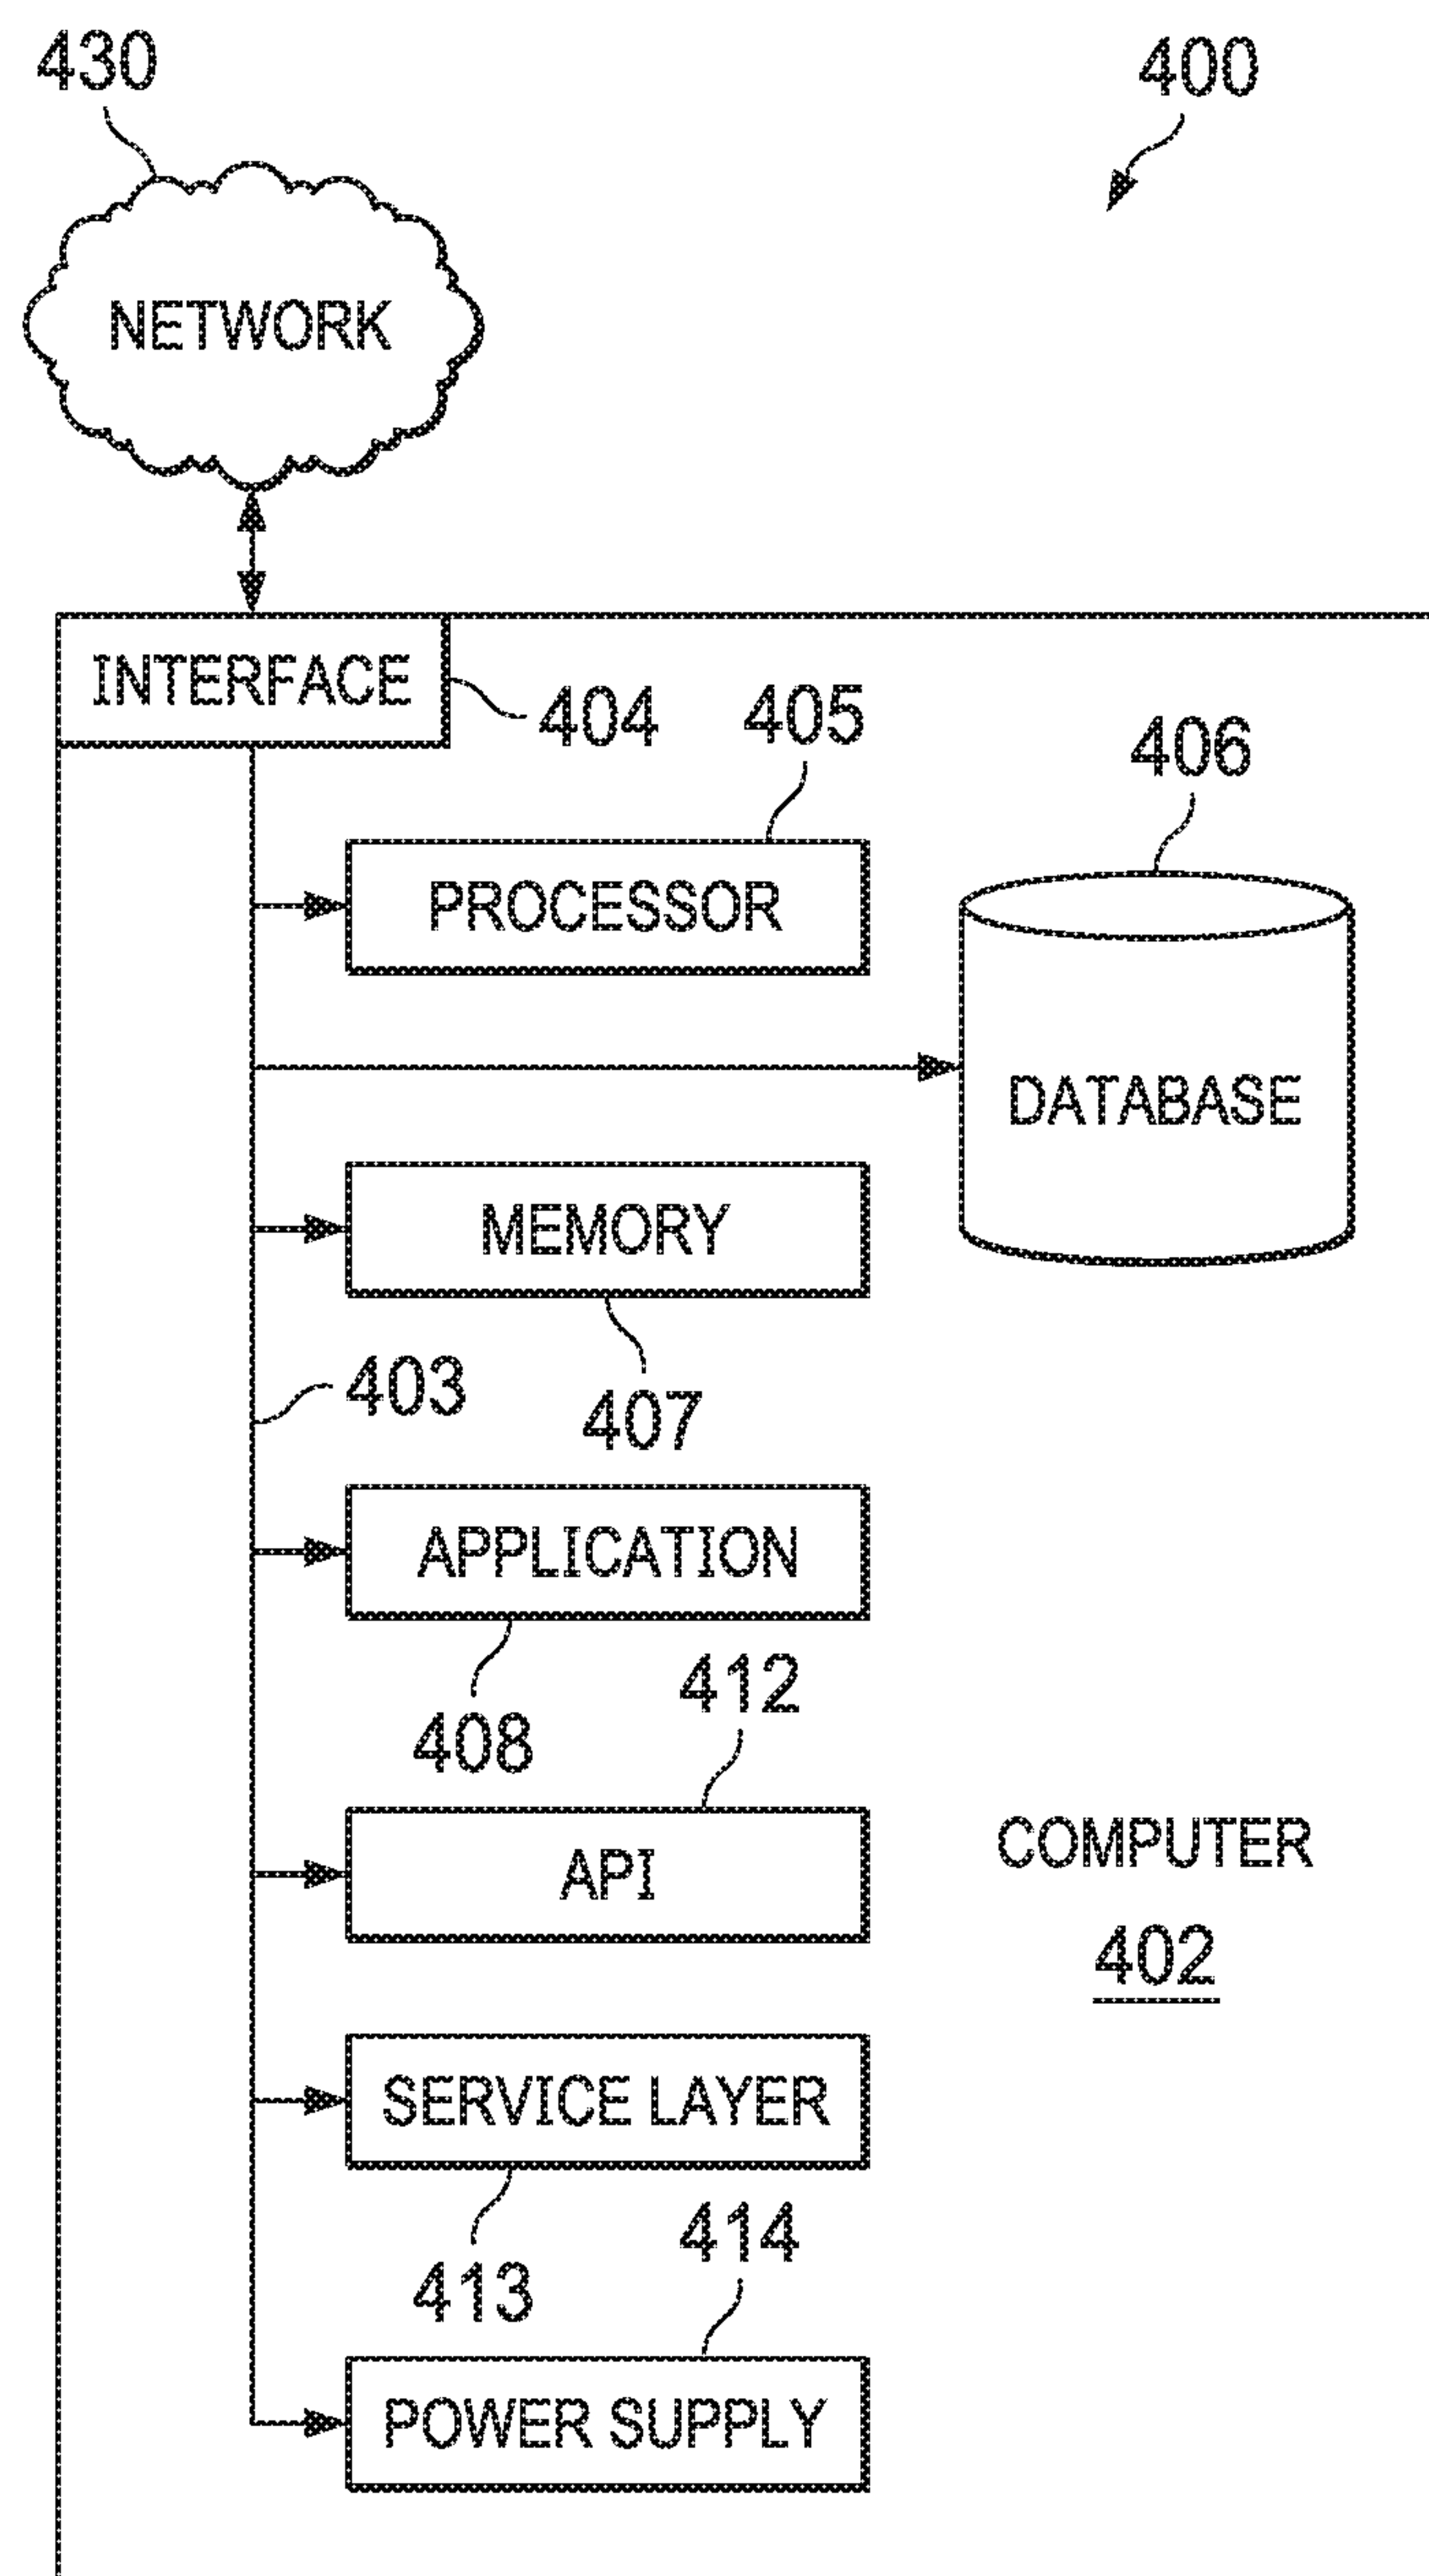 430
400
NETWORK
INTERFACE
404
405
406
PROCESSOR
DATABASE
MEMORY
403
407
APPLICATION
412
408
API
COMPUTER
402
SERVICE LAYER
414
413
POWER SUPPLY